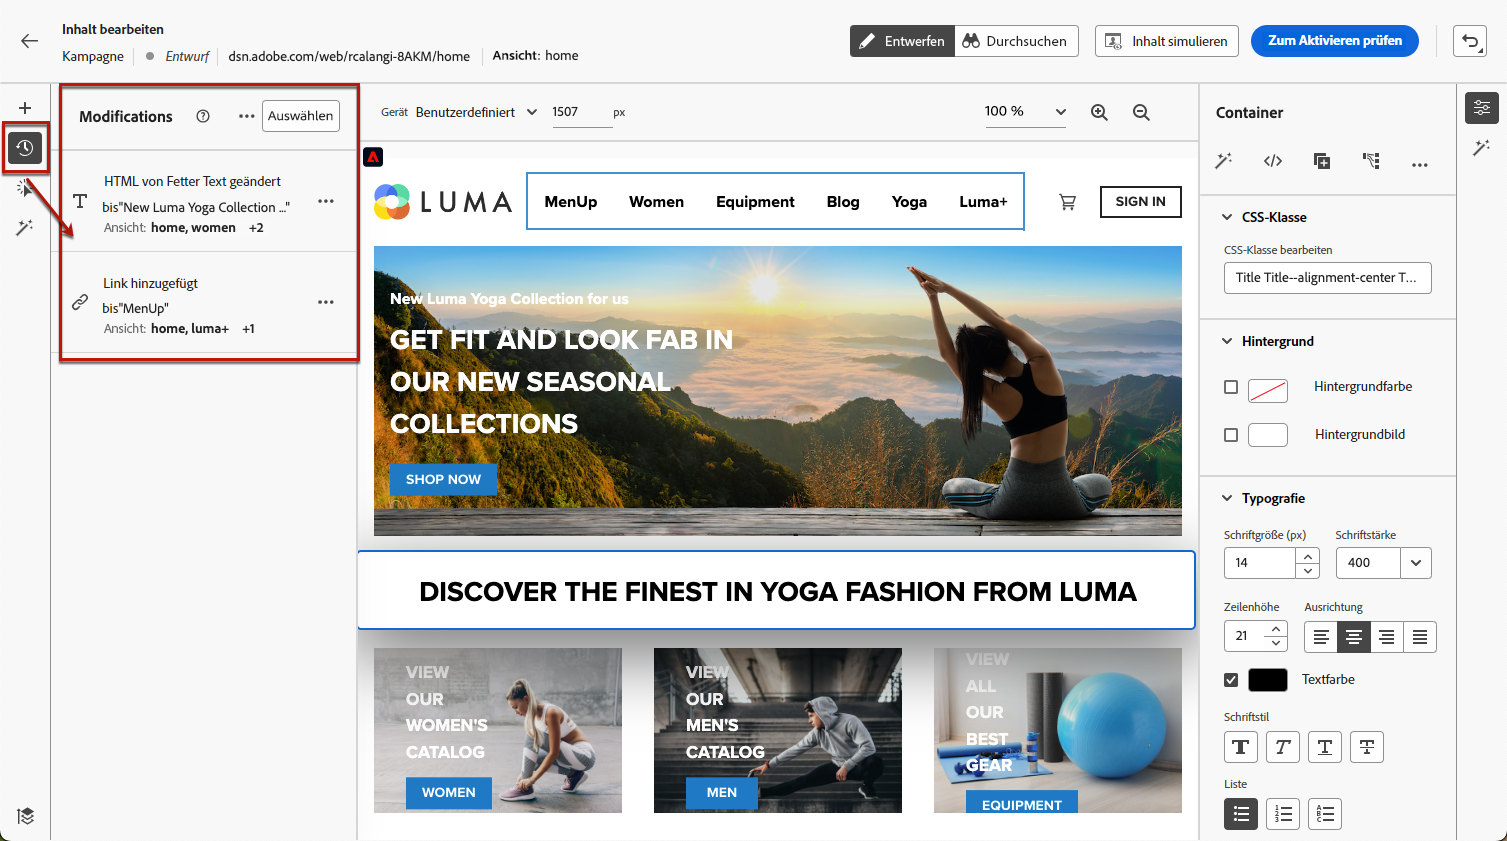 Inhalt bearbeiten
Kampagne Entwurf dsn.adobe.com/web/rcalangi-8AKM/home Ansicht: home
Entwerfen Durchsuchen Inhalt simulieren Zum Aktivieren prüfen
Modifications Auswählen
HTML von Fetter Text geändert
bis"New Luma Yoga Collection ..."
Ansicht: home, women +2
Link hinzugefügt
bis"MenUp"
Ansicht: home, luma+ +1
Gerät Benutzerdefiniert 1507 px 100 %
LUMA MenUp Women Equipment Blog Yoga Luma+ SIGN IN
New Luma Yoga Collection for us
GET FIT AND LOOK FAB IN
OUR NEW SEASONAL
COLLECTIONS
SHOP NOW
DISCOVER THE FINEST IN YOGA FASHION FROM LUMA
VIEW
OUR
WOMEN'S
CATALOG
WOMEN
VIEW
OUR
MEN'S
CATALOG
MEN
VIEW
ALL
OUR
BEST
GEAR
EQUIPMENT
Container
CSS-Klasse
CSS-Klasse bearbeiten
Title Title--alignment-center T...
Hintergrund
Hintergrundfarbe
Hintergrundbild
Typografie
Schriftgröße (px) Schriftstärke
14 400
Zeilenhöhe Ausrichtung
21
Textfarbe
Schriftstil
T T T T
Liste